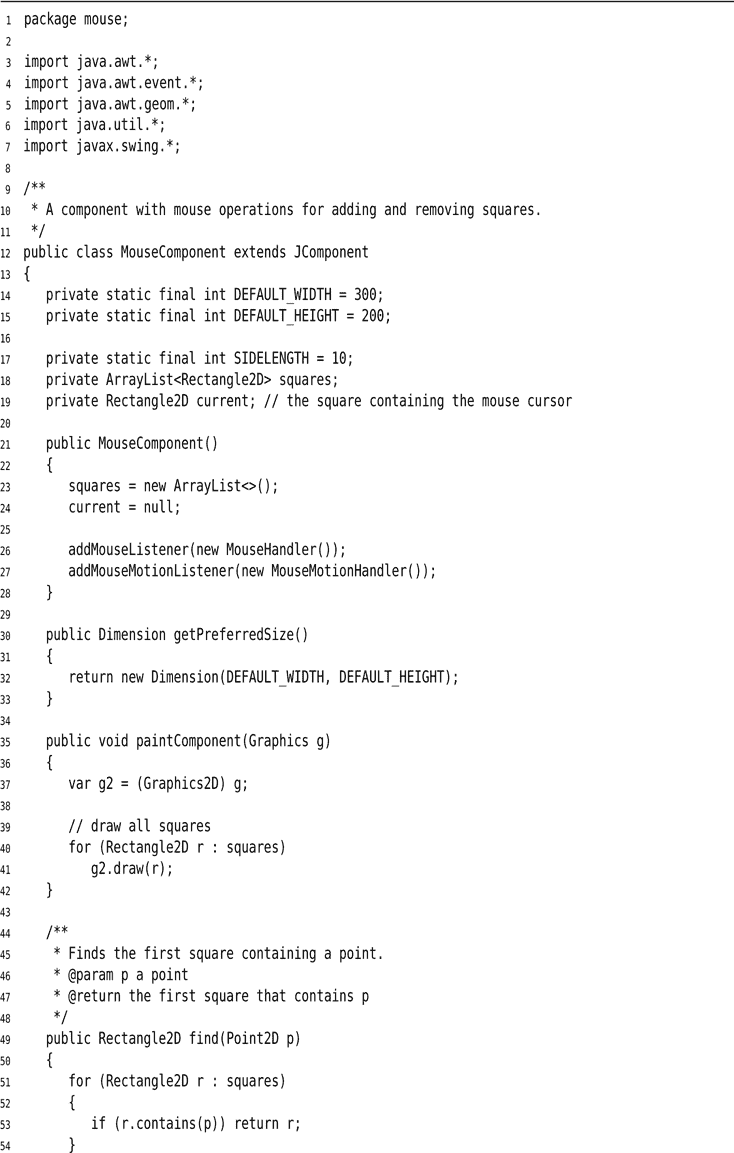 1 package mouse;
2
3 import java.awt.*;
4 import java.awt.event.*;
5 import java.awt.geom.*;
6 import java.util.*;
7 import javax.swing.*;
8
9 /**
10  * A component with mouse operations for adding and removing squares.
11  */
12 public class MouseComponent extends JComponent
13 {
14    private static final int DEFAULT_WIDTH = 300;
15    private static final int DEFAULT_HEIGHT = 200;
16
17    private static final int SIDELENGTH = 10;
18    private ArrayList<Rectangle2D> squares;
19    private Rectangle2D current; // the square containing the mouse cursor
20
21    public MouseComponent()
22    {
23       squares = new ArrayList<>();
24       current = null;
25
26       addMouseListener(new MouseHandler());
27       addMouseMotionListener(new MouseMotionHandler());
28    }
29
30    public Dimension getPreferredSize()
31    {
32       return new Dimension(DEFAULT_WIDTH, DEFAULT_HEIGHT);
33    }
34
35    public void paintComponent(Graphics g)
36    {
37       var g2 = (Graphics2D) g;
38
39       // draw all squares
40       for (Rectangle2D r : squares)
41          g2.draw(r);
42    }
43
44    /**
45     * Finds the first square containing a point.
46     * @param p a point
47     * @return the first square that contains p
48     */
49    public Rectangle2D find(Point2D p)
50    {
51       for (Rectangle2D r : squares)
52       {
53          if (r.contains(p)) return r;
54       }